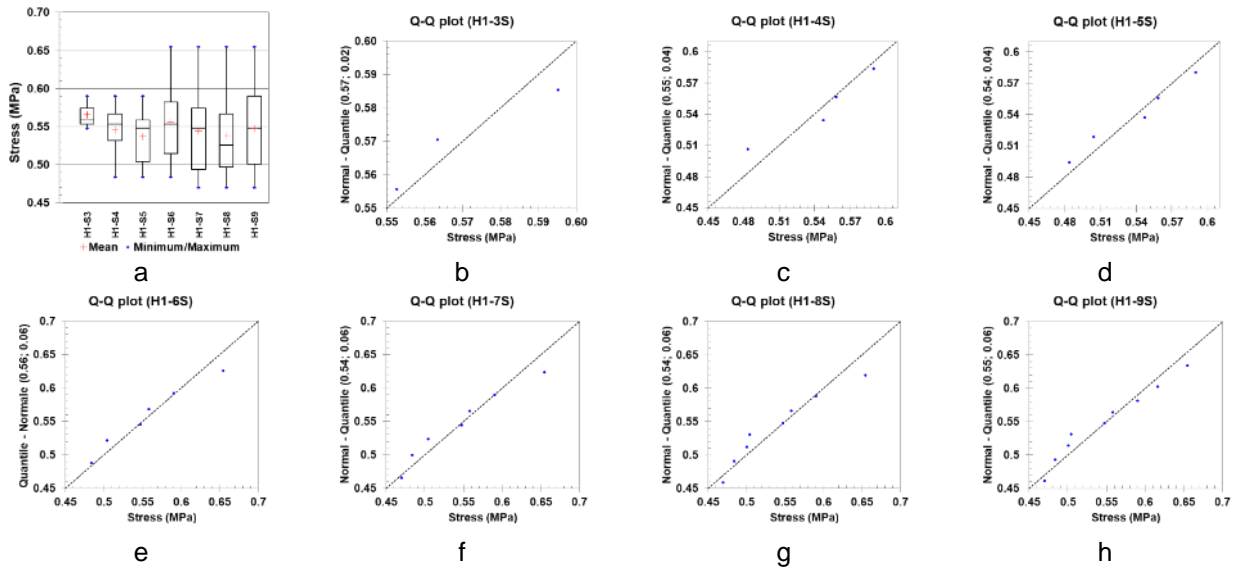 0.70
0.65
0.60
0.55
0.50
0.45
Stress (MPa)
H1-S3
H1-S4
H1-S5
H1-S6
H1-S7
H1-S8
H1-S9
+ Mean • Minimum/Maximum
a
Q-Q plot (H1-3S)
Normal - Quantile (0.57; 0.02)
0.60
0.59
0.58
0.57
0.56
0.55
0.55 0.56 0.57 0.58 0.59 0.60
Stress (MPa)
b
Q-Q plot (H1-4S)
Normal - Quantile (0.55; 0.04)
0.6
0.57
0.54
0.51
0.48
0.45
0.45 0.48 0.51 0.54 0.57 0.6
Stress (MPa)
c
Q-Q plot (H1-5S)
Normal - Quantile (0.54; 0.04)
0.6
0.57
0.54
0.51
0.48
0.45
0.45 0.48 0.51 0.54 0.57 0.6
Stress (MPa)
d
Q-Q plot (H1-6S)
Quantile - Normale (0.56; 0.06)
0.7
0.65
0.6
0.55
0.5
0.45
0.45 0.5 0.55 0.6 0.65 0.7
Stress (MPa)
e
Q-Q plot (H1-7S)
Normal - Quantile (0.54; 0.06)
0.7
0.65
0.6
0.55
0.5
0.45
0.45 0.5 0.55 0.6 0.65 0.7
Stress (MPa)
f
Q-Q plot (H1-8S)
Normal - Quantile (0.54; 0.06)
0.7
0.65
0.6
0.55
0.5
0.45
0.45 0.5 0.55 0.6 0.65 0.7
Stress (MPa)
g
Q-Q plot (H1-9S)
Normal - Quantile (0.55; 0.06)
0.7
0.65
0.6
0.55
0.5
0.45
0.45 0.5 0.55 0.6 0.65 0.7
Stress (MPa)
h